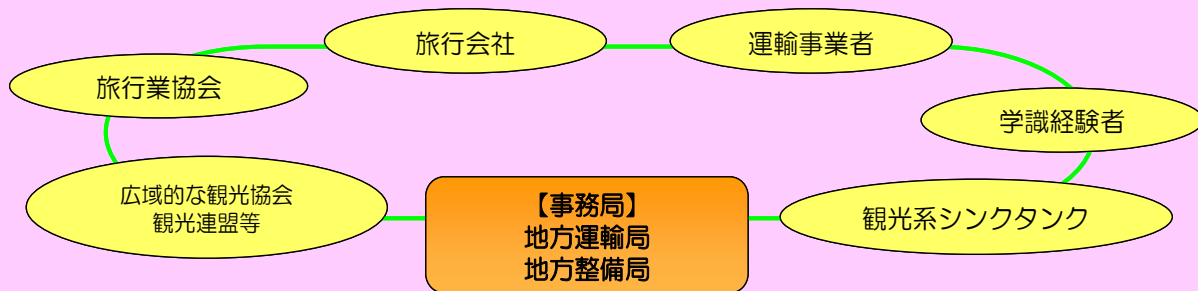 旅行会社
運輸事業者
旅行業協会
学識経験者
広域的な観光協会
観光連盟等
【事務局】
地方運輸局
地方整備局
観光系シンクタンク